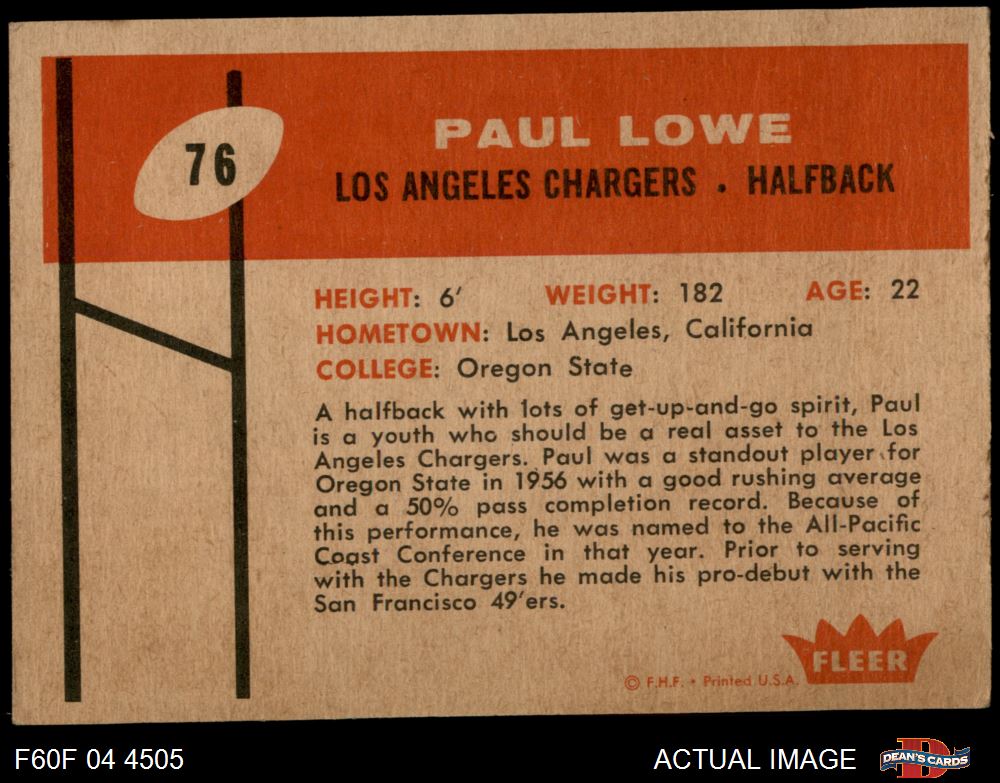 76
PAUL LOWE
LOS ANGELES CHARGERS . HALFBACK
HEIGHT: 6' WEIGHT: 182 AGE: 22
HOMETOWN: Los Angeles, California
COLLEGE: Oregon State
A halfback with lots of get-up-and-go spirit, Paul
is a youth who should be a real asset to the Los
Angeles Chargers. Paul was a standout player for
Oregon State in 1956 with a good rushing average
and a 50% pass completion record. Because of
this performance, he was named to the All-Pacific
Coast Conference in that year. Prior to serving
with the Chargers he made his pro-debut with the
San Francisco 49'ers.
FLEER
© F.H.F. • Printed U.S.A.
F60F 04 4505
ACTUAL IMAGE
D
DEAN'S CARDS